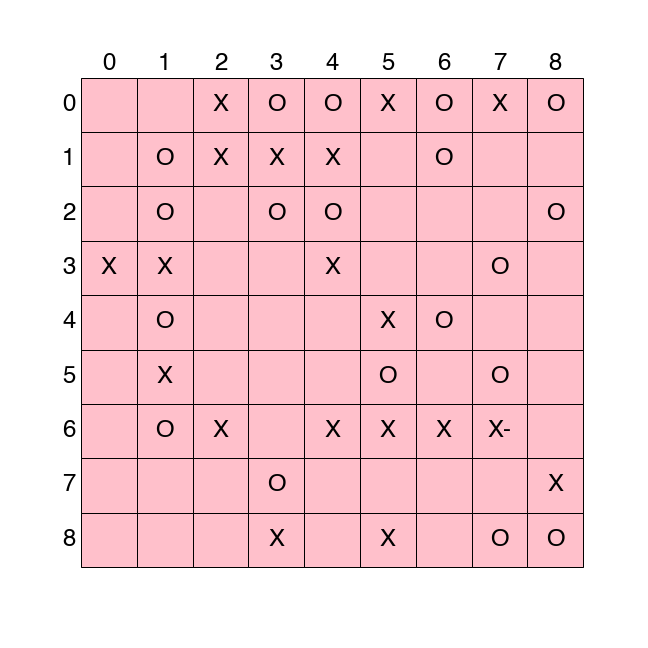 0 1 2 3 4 5 6 7 8
0 X O O X O X O
1 O X X X O
2 O O O O
3 X X X O
4 O X O
5 X O O
6 O X X X X X-
7 O X
8 X X O O